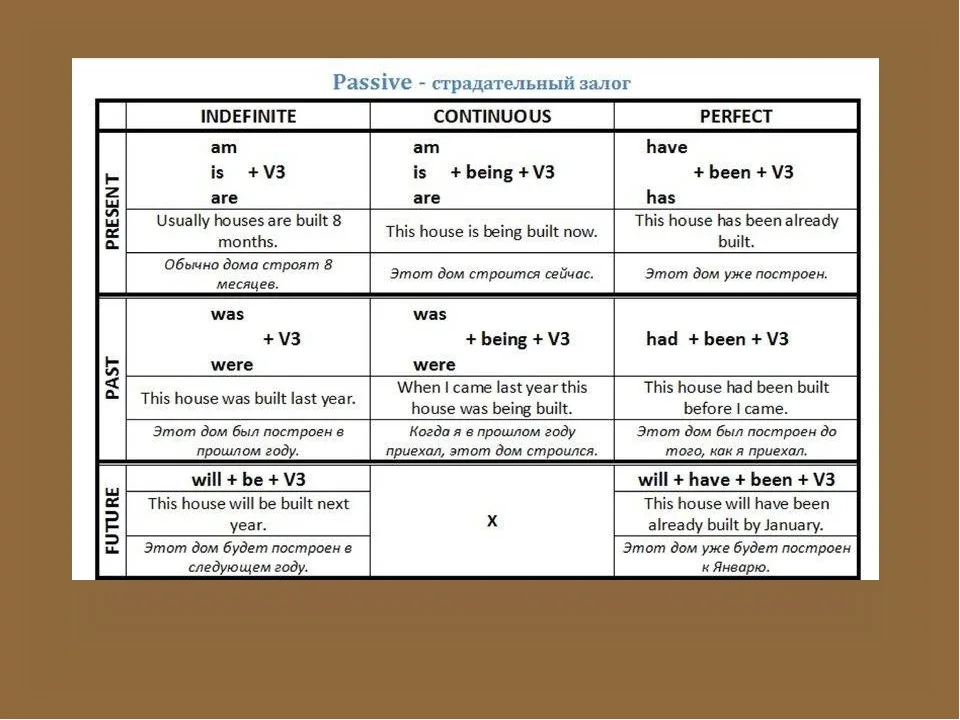 Passive - страдательный залог
INDEFINITE CONTINUOUS PERFECT
PRESENT
am
is + V3
are
am
is + being + V3
are
have
+ been + V3
has
Usually houses are built 8
months.
This house is being built now.
This house has been already
built.
Обычно дома строят 8
месяцев.
Этот дом строится сейчас.
Этот дом уже построен.
PAST
was
+ V3
were
was
+ being + V3
were
had + been + V3
This house was built last year.
When I came last year this
house was being built.
This house had been built
before I came.
Этот дом был построен в
прошлом году.
Когда я в прошлом году
приехал, этот дом строился.
Этот дом был построен до
того, как я приехал.
FUTURE
will + be + V3
X
will + have + been + V3
This house will be built next
year.
This house will have been
already built by January.
Этот дом будет построен в
следующем году.
Этот дом уже будет построен
к Январю.